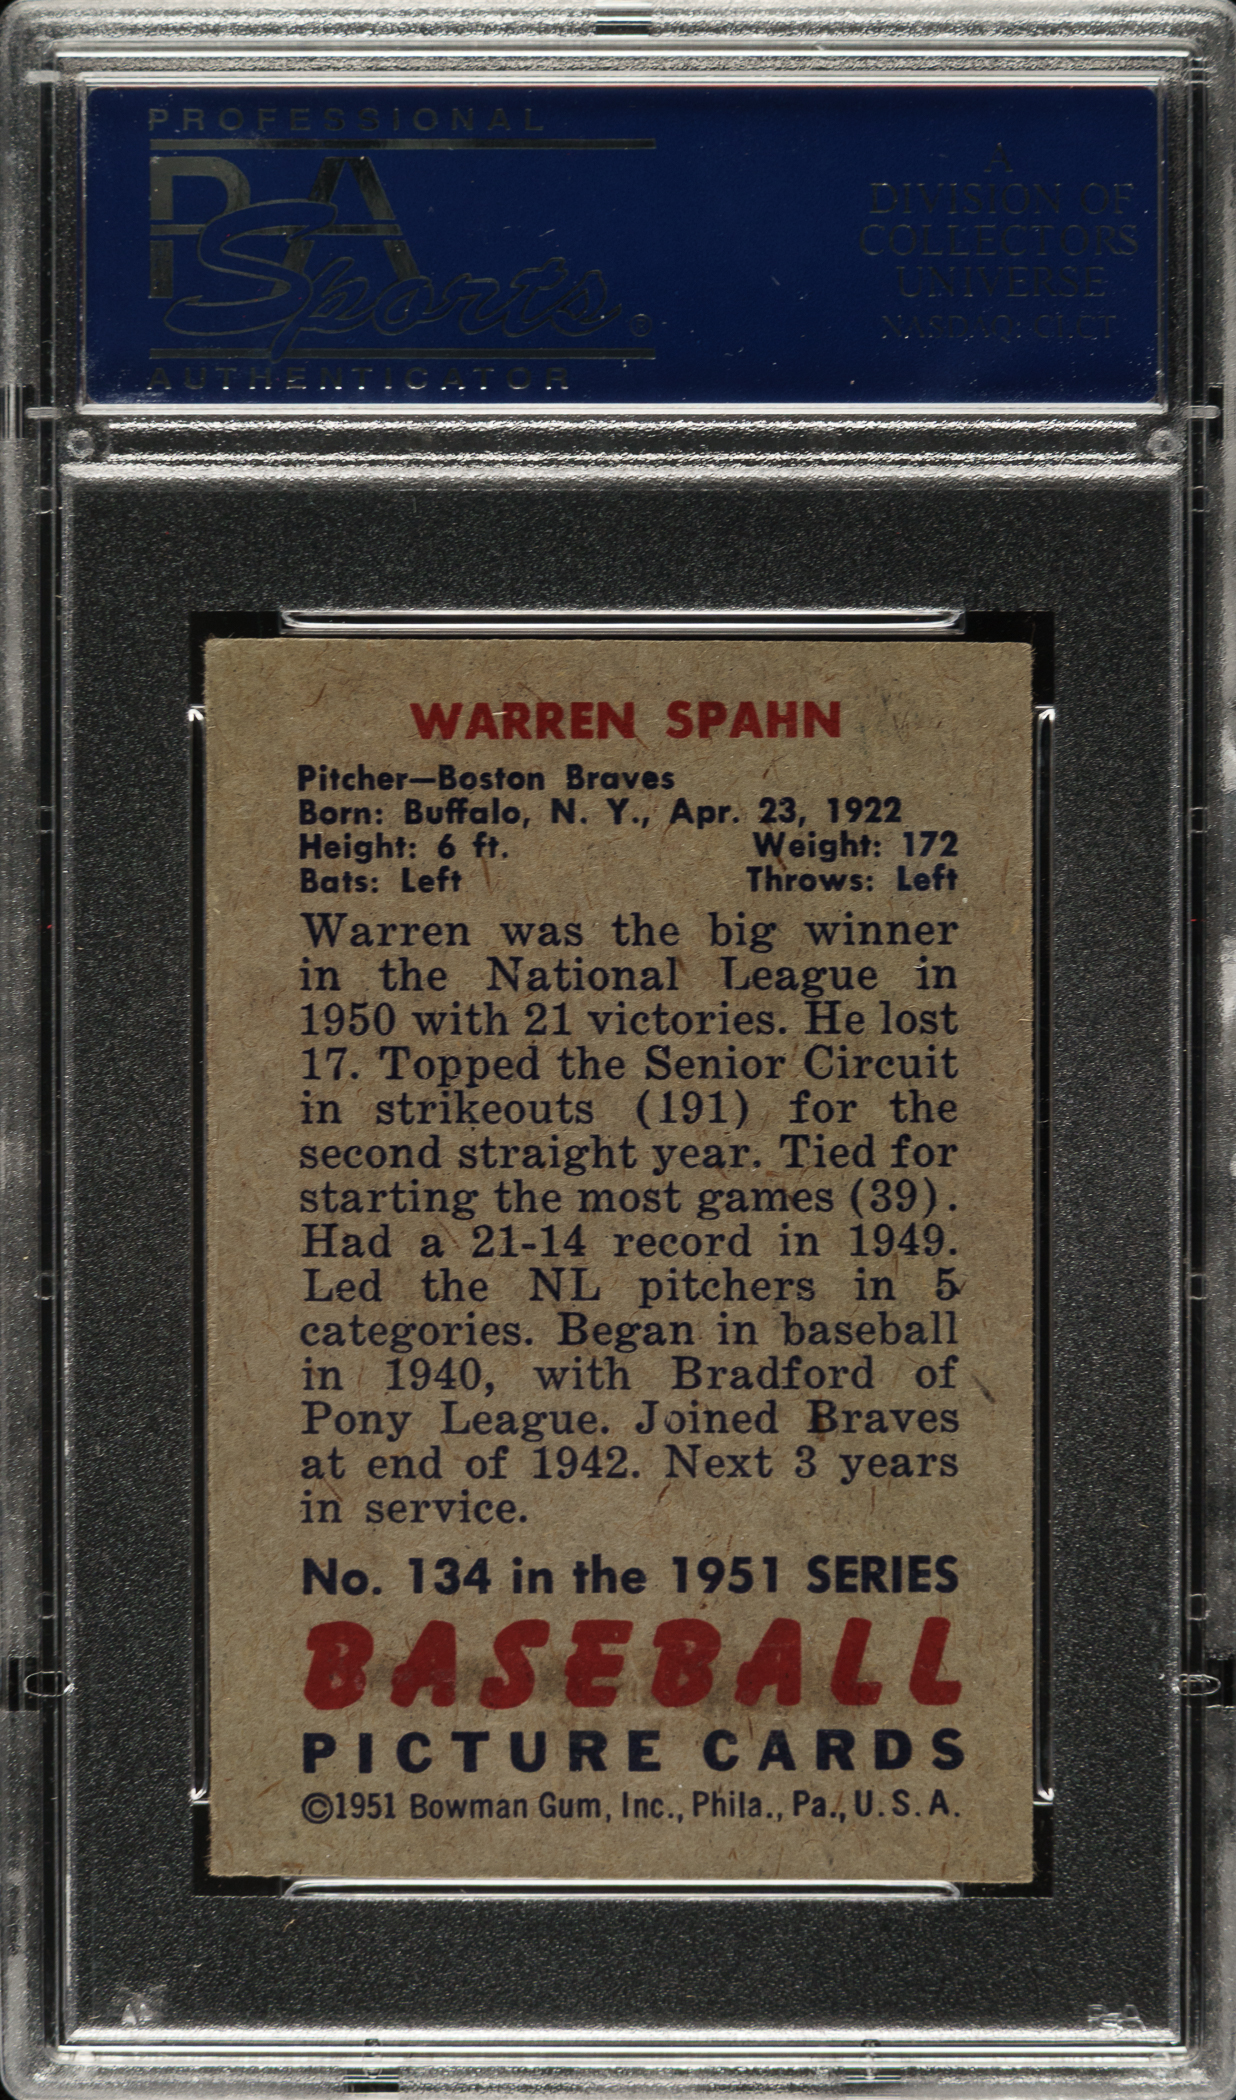 PROFESSIONAL
PSA
Sports®
AUTHENTICATOR
A
DIVISION OF
COLLECTORS
UNIVERSE
NASDAQ: CLCT
WARREN SPAHN
Pitcher—Boston Braves
Born: Buffalo, N. Y., Apr. 23, 1922
Height: 6 ft. Weight: 172
Bats: Left Throws: Left
Warren was the big winner
in the National League in
1950 with 21 victories. He lost
17. Topped the Senior Circuit
in strikeouts (191) for the
second straight year. Tied for
starting the most games (39).
Had a 21-14 record in 1949.
Led the NL pitchers in 5
categories. Began in baseball
in 1940, with Bradford of
Pony League. Joined Braves
at end of 1942. Next 3 years
in service.
No. 134 in the 1951 SERIES
BASEBALL
PICTURE CARDS
©1951 Bowman Gum, Inc., Phila., Pa., U.S.A.
PSA